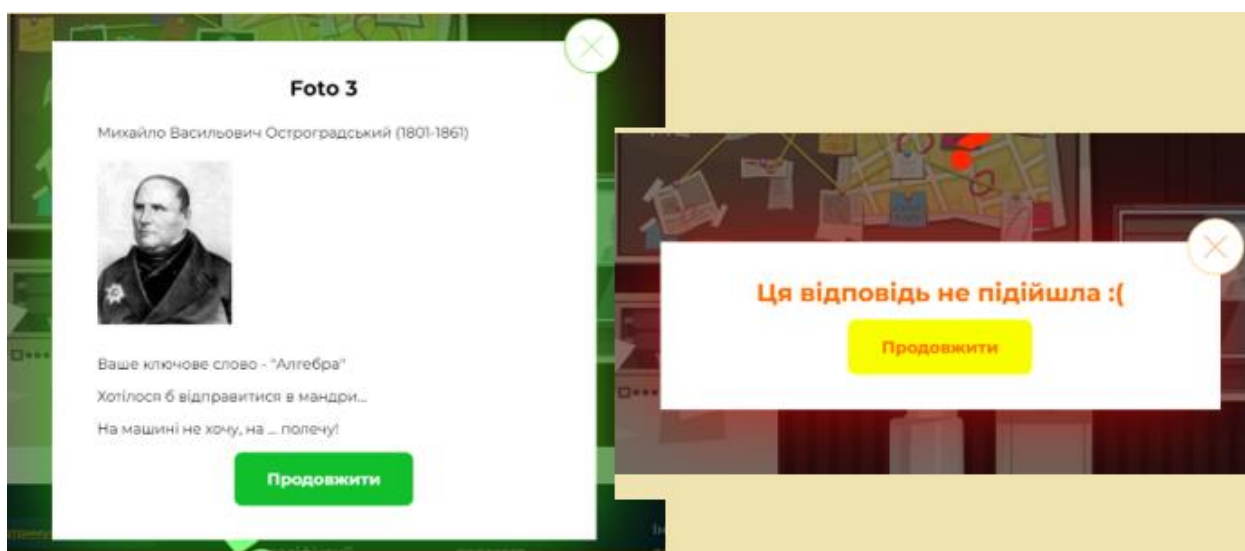 Foto 3
Михайло Васильович Остроградський (1801-1861)
Ваше ключове слово - "Алгебра"
Хотілося б відправитися в мандри...
На машині не хочу, на ... полечу!
Продовжити
Ця відповідь не підійшла :(
Продовжити